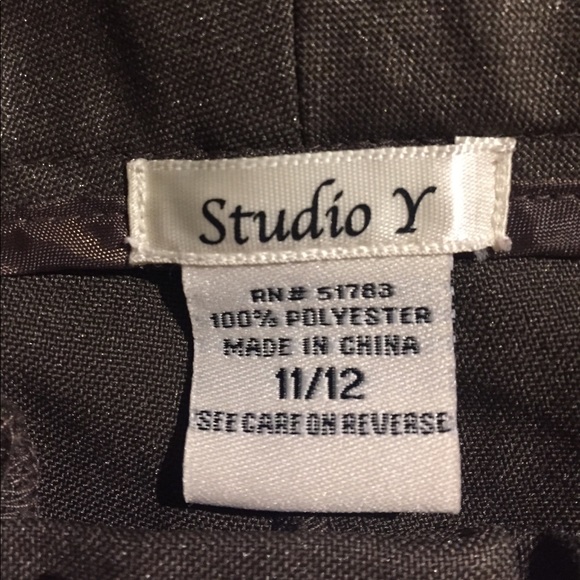 Studio Y
RN# 51783
100% POLYESTER
MADE IN CHINA
11/12
SEE CARE ON REVERSE